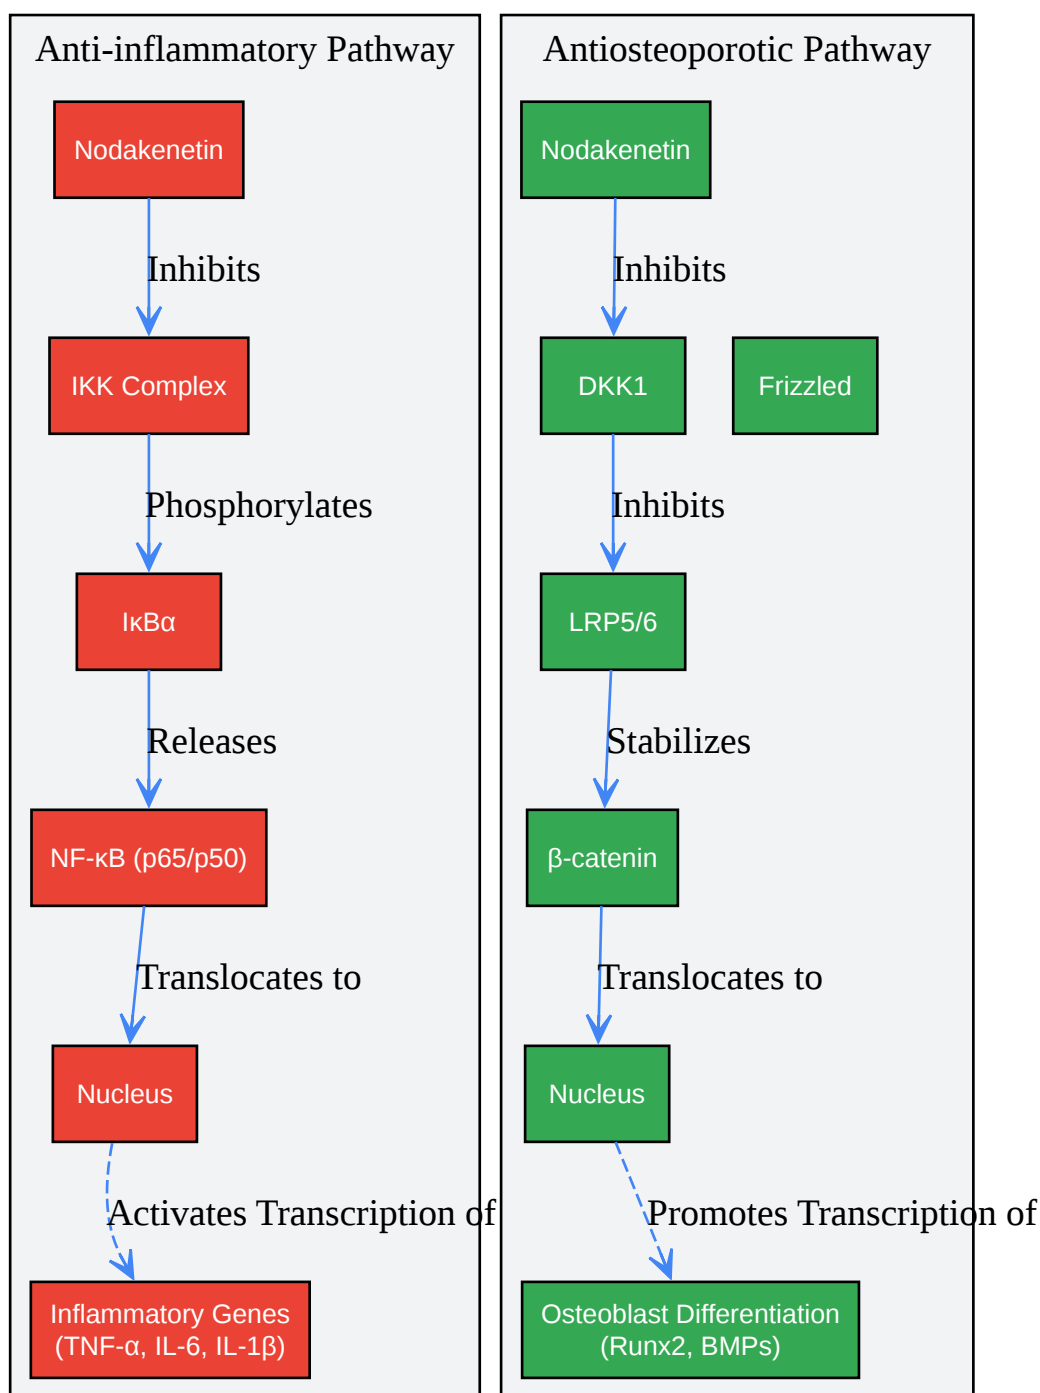 Anti-inflammatory Pathway
Nodakenetin
Inhibits
IKK Complex
Phosphorylates
IκBα
Releases
NF-κB (p65/p50)
Translocates to
Nucleus
Activates Transcription of
Inflammatory Genes
(TNF-α, IL-6, IL-1β)
Antiosteoporotic Pathway
Nodakenetin
Inhibits
DKK1
Frizzled
Inhibits
LRP5/6
Stabilizes
β-catenin
Translocates to
Nucleus
Promotes Transcription of
Osteoblast Differentiation
(Runx2, BMPs)